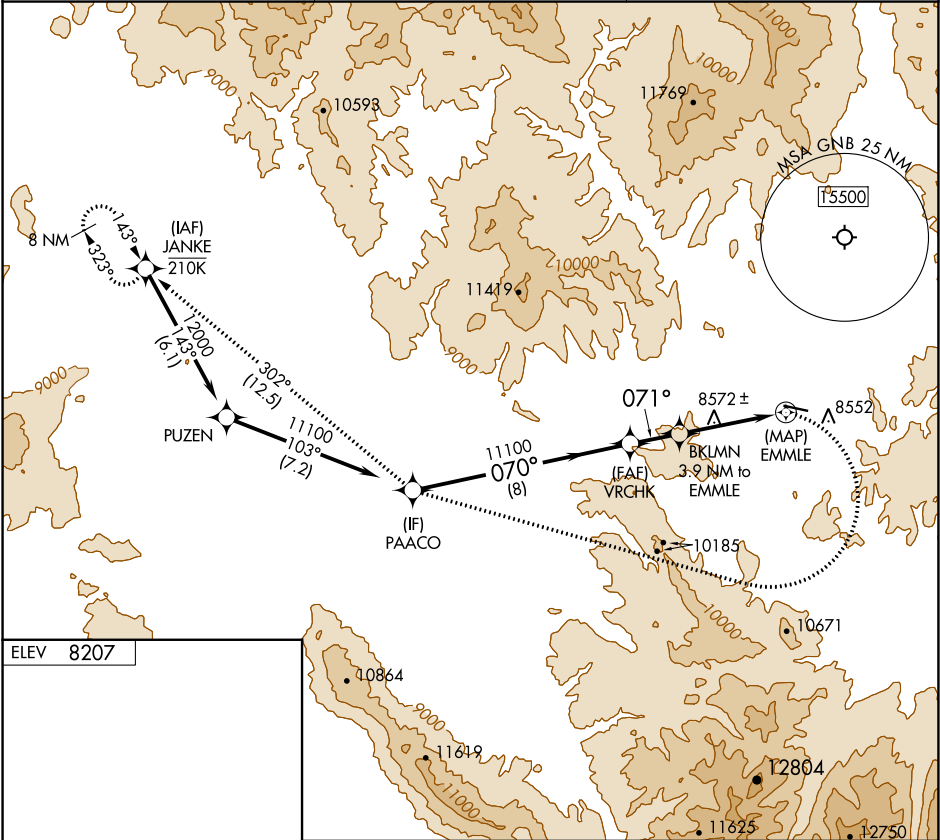 11000
9000
10000
11769
10593
MSA GNB 25 NM
15500
8 NM
143°
323°
(IAF)
JANKE
210K
10000
11419
12000
143°
(6.1)
302°
(12.5)
9000
9000
071°
8572 ±
8552
PUZEN
11100
103°
(7.2)
11100
070°
(8)
(FAF)
VRCHK
BKLMN
3.9 NM to
EMMLE
(MAP)
EMMLE
(IF)
PAACO
10185
10000
10671
ELEV 8207
10864
9000
11619
11000
12804
11625
12750